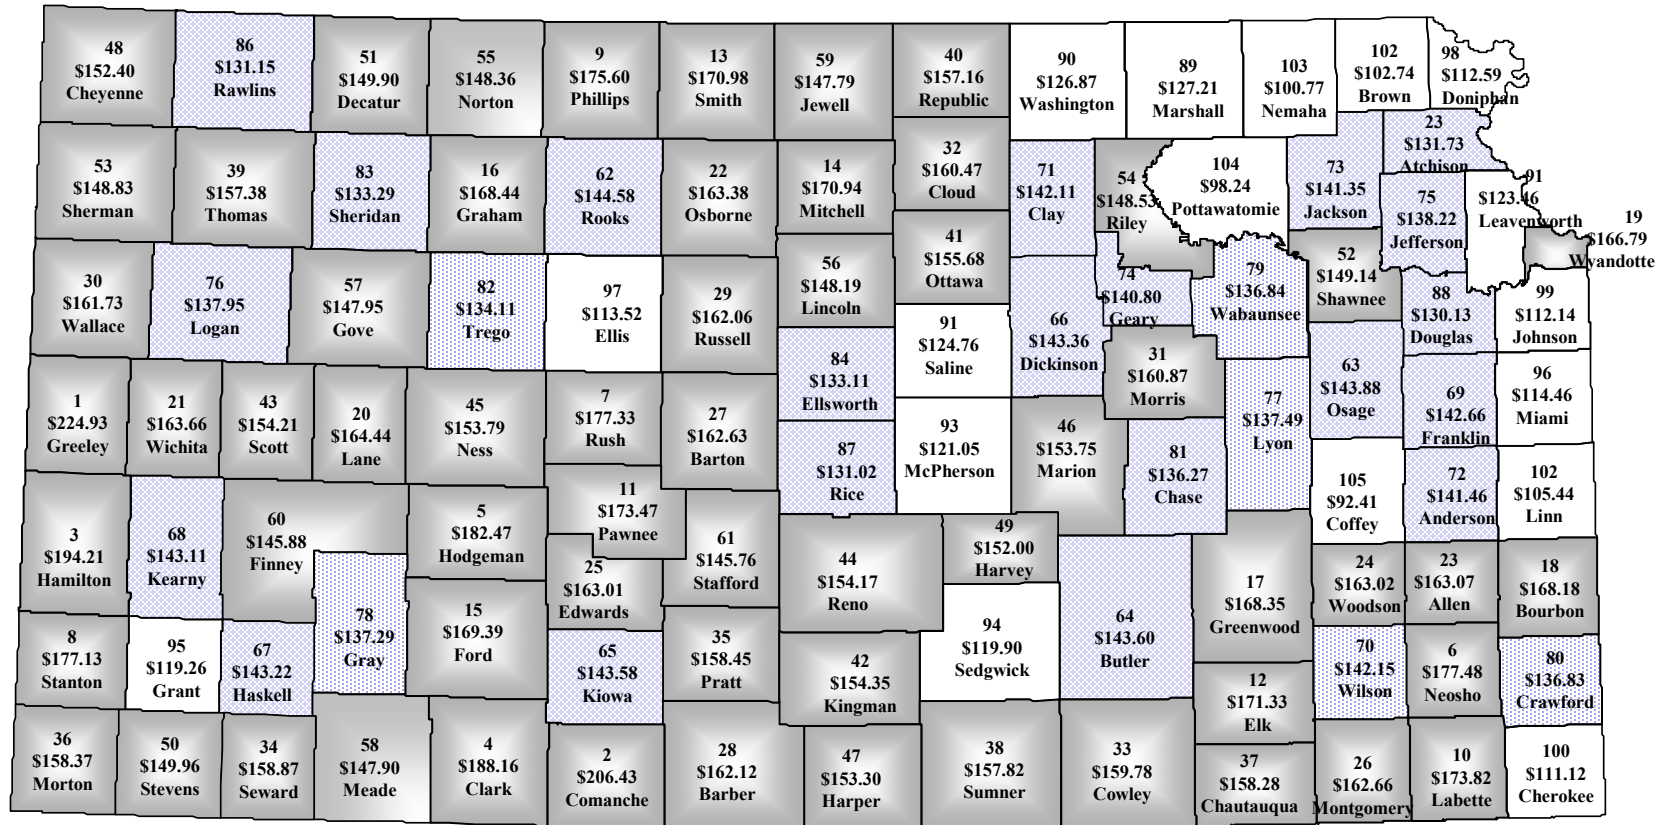 48
$152.40
Cheyenne
86
$131.15
Rawlins
51
$149.90
Decatur
55
$148.36
Norton
9
$175.60
Phillips
13
$170.98
Smith
59
$147.79
Jewell
40
$157.16
Republic
90
$126.87
Washington
89
$127.21
Marshall
103
$100.77
Nemaha
102
$102.74
Brown
98
$112.59
Doniphan
53
$148.83
Sherman
39
$157.38
Thomas
83
$133.29
Sheridan
16
$168.44
Graham
62
$144.58
Rooks
22
$163.38
Osborne
14
$170.94
Mitchell
32
$160.47
Cloud
71
$142.11
Clay
54
$148.53
Riley
104
$98.24
Pottawatomie
73
$141.35
Jackson
23
$131.73
Atchison
75
$138.22
Jefferson
91
$123.46
Leavenworth
19
$166.79
Wyandotte
30
$161.73
Wallace
76
$137.95
Logan
57
$147.95
Gove
82
$134.11
Trego
97
$113.52
Ellis
29
$162.06
Russell
56
$148.19
Lincoln
41
$155.68
Ottawa
74
$140.80
Geary
79
$136.84
Wabaunsee
52
$149.14
Shawnee
88
$130.13
Douglas
99
$112.14
Johnson
84
$133.11
Ellsworth
91
$124.76
Saline
66
$143.36
Dickinson
31
$160.87
Morris
63
$143.88
Osage
69
$142.66
Franklin
96
$114.46
Miami
1
$224.93
Greeley
21
$163.66
Wichita
43
$154.21
Scott
20
$164.44
Lane
45
$153.79
Ness
7
$177.33
Rush
27
$162.63
Barton
87
$131.02
Rice
93
$121.05
McPherson
46
$153.75
Marion
81
$136.27
Chase
77
$137.49
Lyon
105
$92.41
Coffey
72
$141.46
Anderson
102
$105.44
Linn
3
$194.21
Hamilton
68
$143.11
Kearny
60
$145.88
Finney
5
$182.47
Hodgeman
11
$173.47
Pawnee
61
$145.76
Stafford
44
$154.17
Reno
49
$152.00
Harvey
25
$163.01
Edwards
78
$137.29
Gray
15
$169.39
Ford
64
$143.60
Butler
17
$168.35
Greenwood
24
$163.02
Woodson
23
$163.07
Allen
18
$168.18
Bourbon
8
$177.13
Stanton
95
$119.26
Grant
67
$143.22
Haskell
65
$143.58
Kiowa
35
$158.45
Pratt
42
$154.35
Kingman
94
$119.90
Sedgwick
12
$171.33
Elk
70
$142.15
Wilson
6
$177.48
Neosho
80
$136.83
Crawford
36
$158.37
Morton
50
$149.96
Stevens
34
$158.87
Seward
58
$147.90
Meade
4
$188.16
Clark
2
$206.43
Comanche
28
$162.12
Barber
47
$153.30
Harper
38
$157.82
Sumner
33
$159.78
Cowley
37
$158.28
Chautauqua
26
$162.66
Montgomery
10
$173.82
Labette
100
$111.12
Cherokee